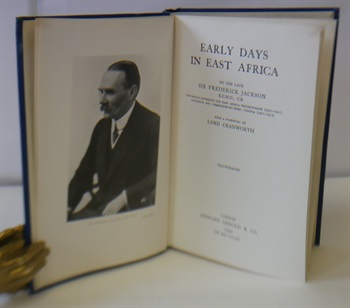 EARLY DAYS
IN EAST AFRICA
BY THE LATE
SIR FREDERICK JACKSON
K.C.M.G., C.B.
WITH A FOREWORD BY
LORD CRANWORTH
ILLUSTRATED
LONDON
EDWARD ARNOLD & CO.